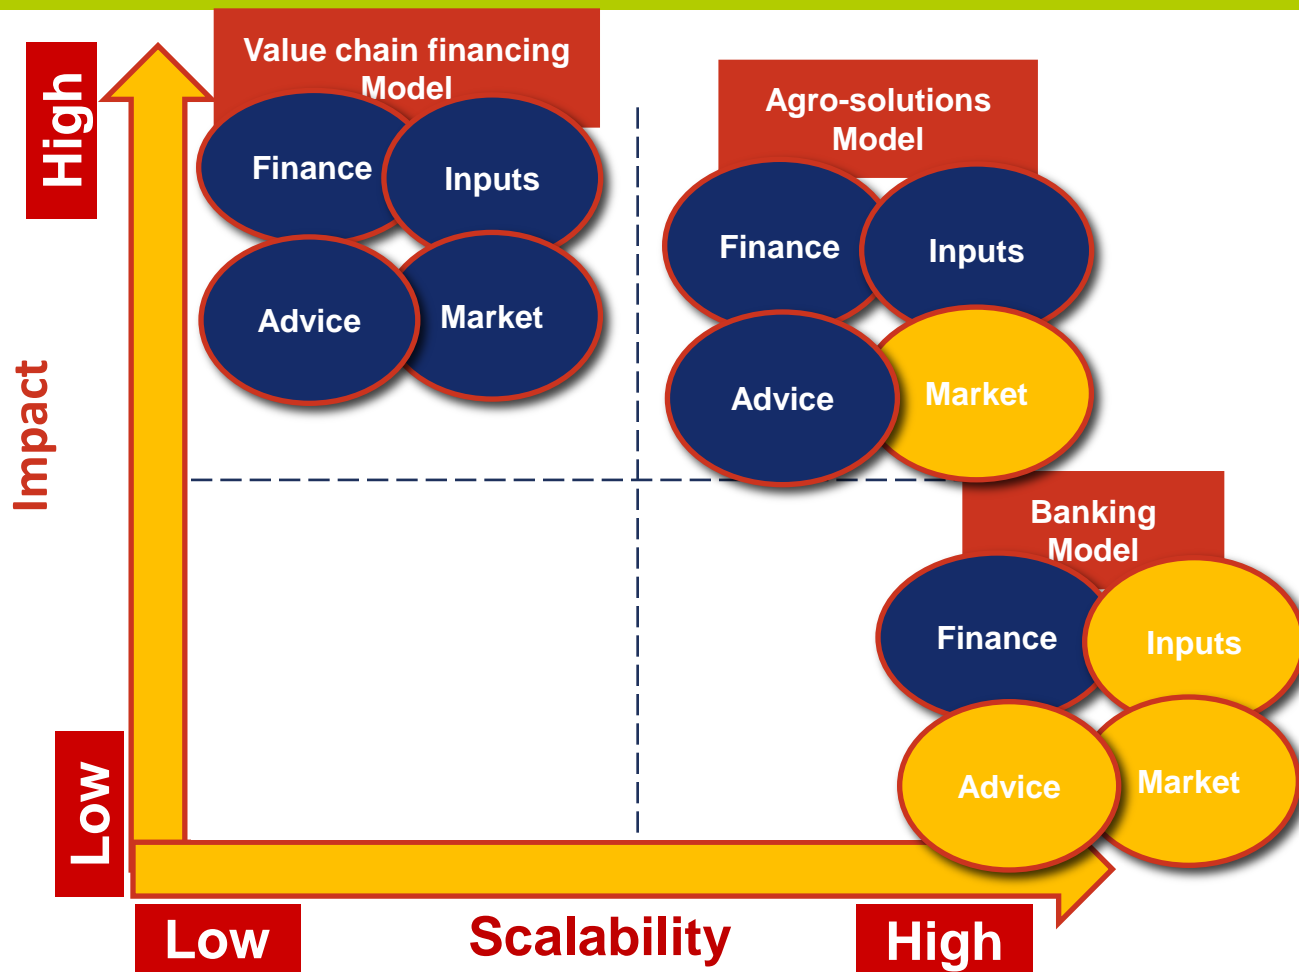 High
Value chain financing
Model
Finance
Inputs
Advice
Market
Agro-solutions
Model
Finance
Inputs
Advice
Market
Impact
Banking
Model
Finance
Inputs
Advice
Market
Low
Low
Scalability
High